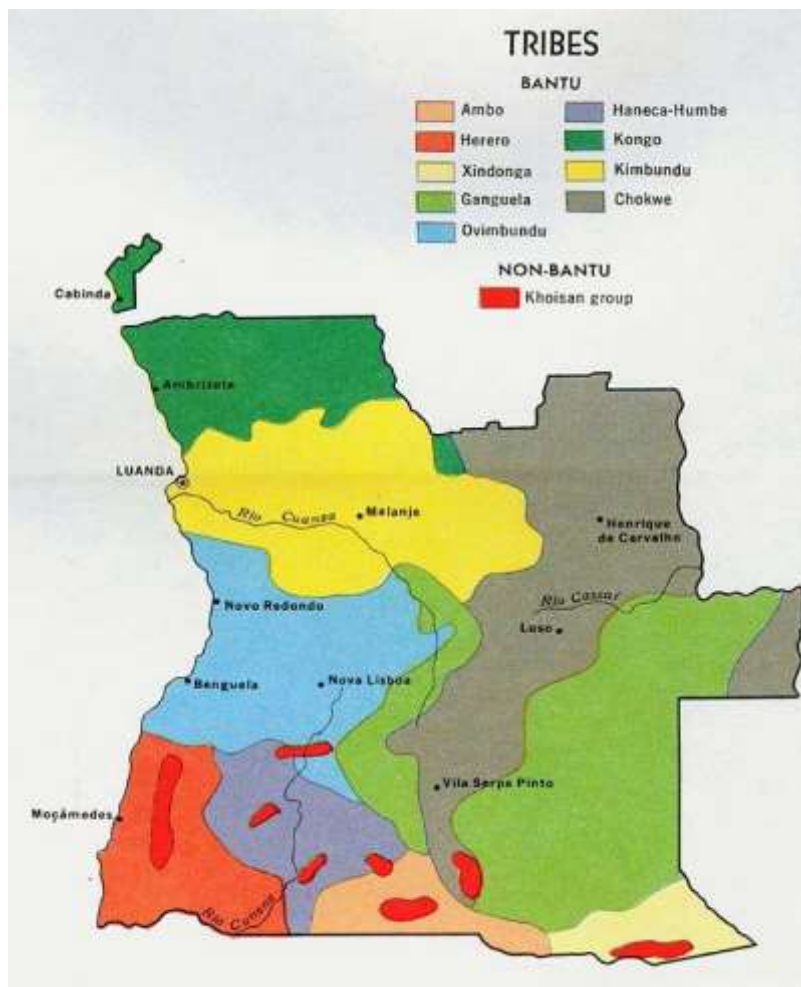 TRIBES
BANTU
Ambo
Haneca-Humbe
Herero
Kongo
Xindonga
Kimbundu
Ganguela
Chokwe
Ovimbundu
NON-BANTU
Khoisan group
Cabinda
Ambrizete
LUANDA
Rio Cuanza
Melanje
Henrique
de Carvalho
Rio Cassai
Novo Redondo
Luso
Benguela
Nova Lisboa
Vila Serpa Pinto
Moçâmedes
Rio Cunene